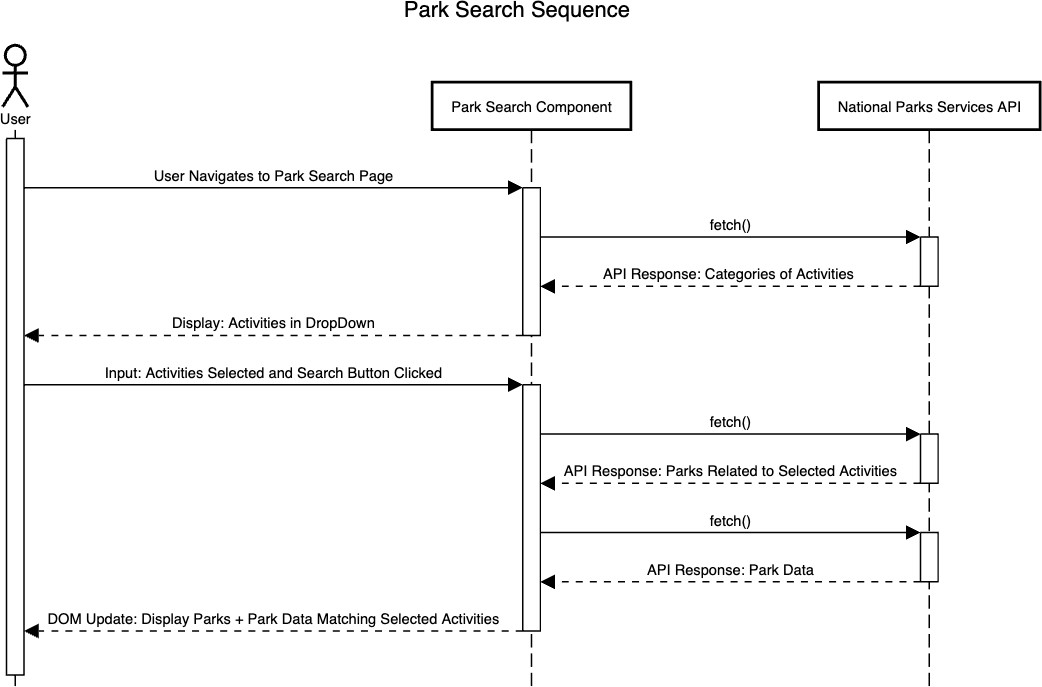 Park Search Sequence
User
Park Search Component
National Parks Services API
User Navigates to Park Search Page
fetch()
API Response: Categories of Activities
Display: Activities in DropDown
Input: Activities Selected and Search Button Clicked
fetch()
API Response: Parks Related to Selected Activities
fetch()
API Response: Park Data
DOM Update: Display Parks + Park Data Matching Selected Activities